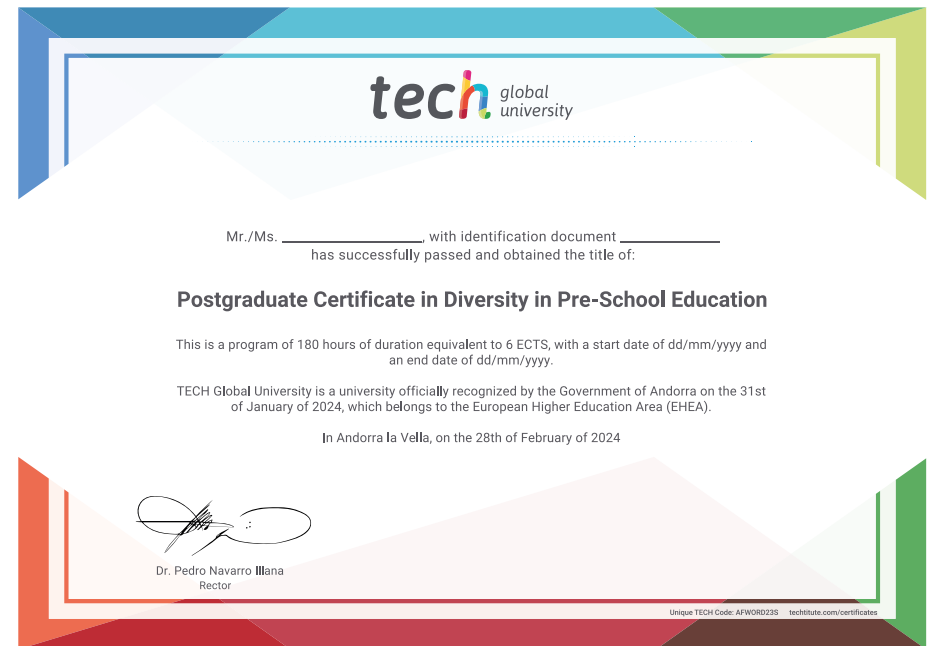 tech global university
Mr./Ms. ____________________, with identification document ______________
has successfully passed and obtained the title of:
Postgraduate Certificate in Diversity in Pre-School Education
This is a program of 180 hours of duration equivalent to 6 ECTS, with a start date of dd/mm/yyyy and
an end date of dd/mm/yyyy.
TECH Global University is a university officially recognized by the Government of Andorra on the 31st
of January of 2024, which belongs to the European Higher Education Area (EHEA).
In Andorra la Vella, on the 28th of February of 2024
Dr. Pedro Navarro Illana
Rector
Unique TECH Code: AFWORD23S techtitute.com/certificates